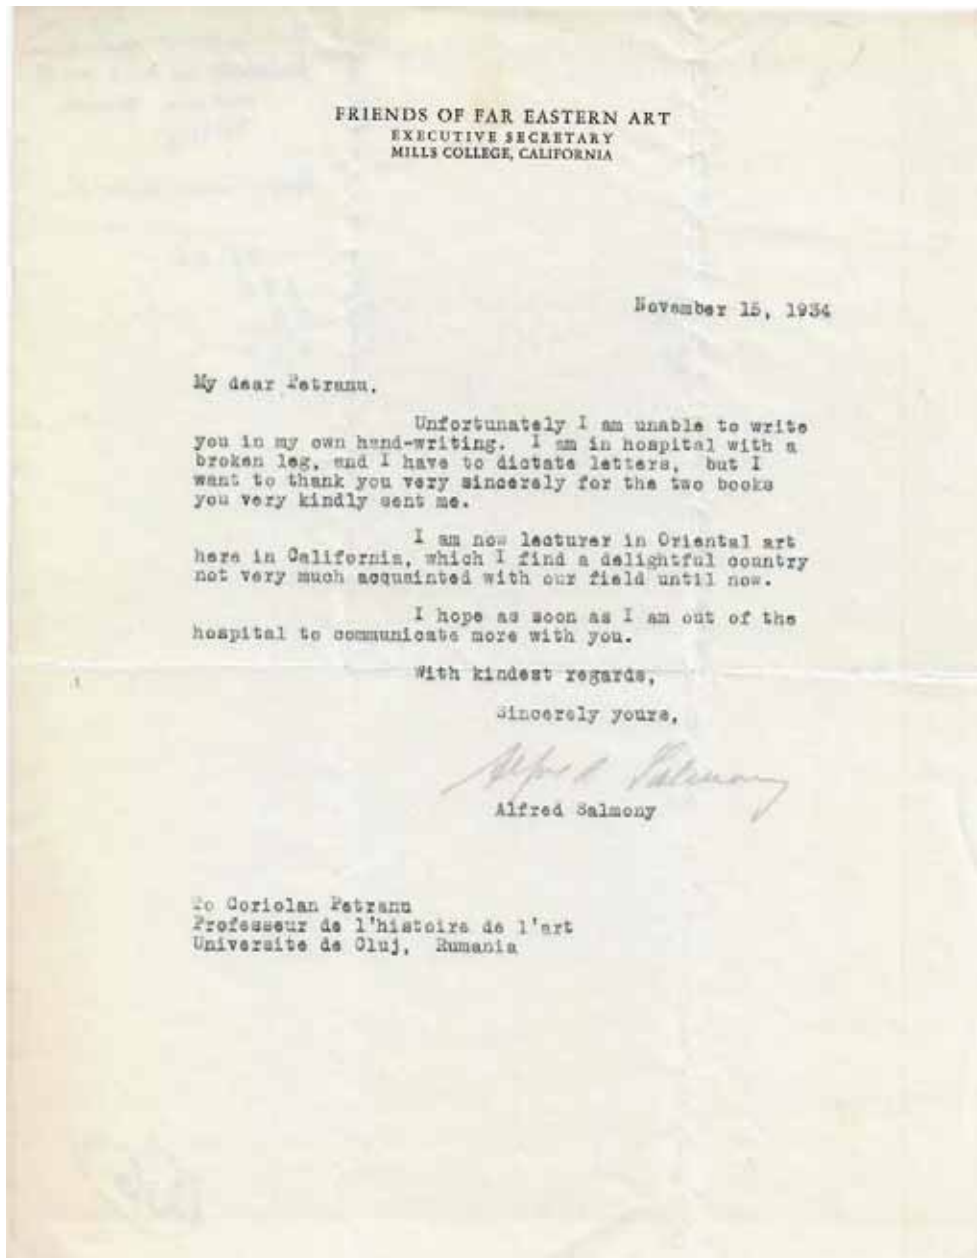 FRIENDS OF FAR EASTERN ART
EXECUTIVE SECRETARY
MILLS COLLEGE, CALIFORNIA
November 15, 1934
My dear Petranu,
Unfortunately I am unable to write
you in my own hand-writing. I am in hospital with a
broken leg, and I have to dictate letters, but I
want to thank you very sincerely for the two books
you very kindly sent me.
I am now lecturer in Oriental art
here in California, which I find a delightful country
not very much acquainted with our field until now.
I hope as soon as I am out of the
hospital to communicate more with you.
With kindest regards,
Sincerely yours,
Alfred Salmony
Alfred Salmony
To Coriolan Petranu
Professeur de l'histoire de l'art
Universite de Cluj, Rumania